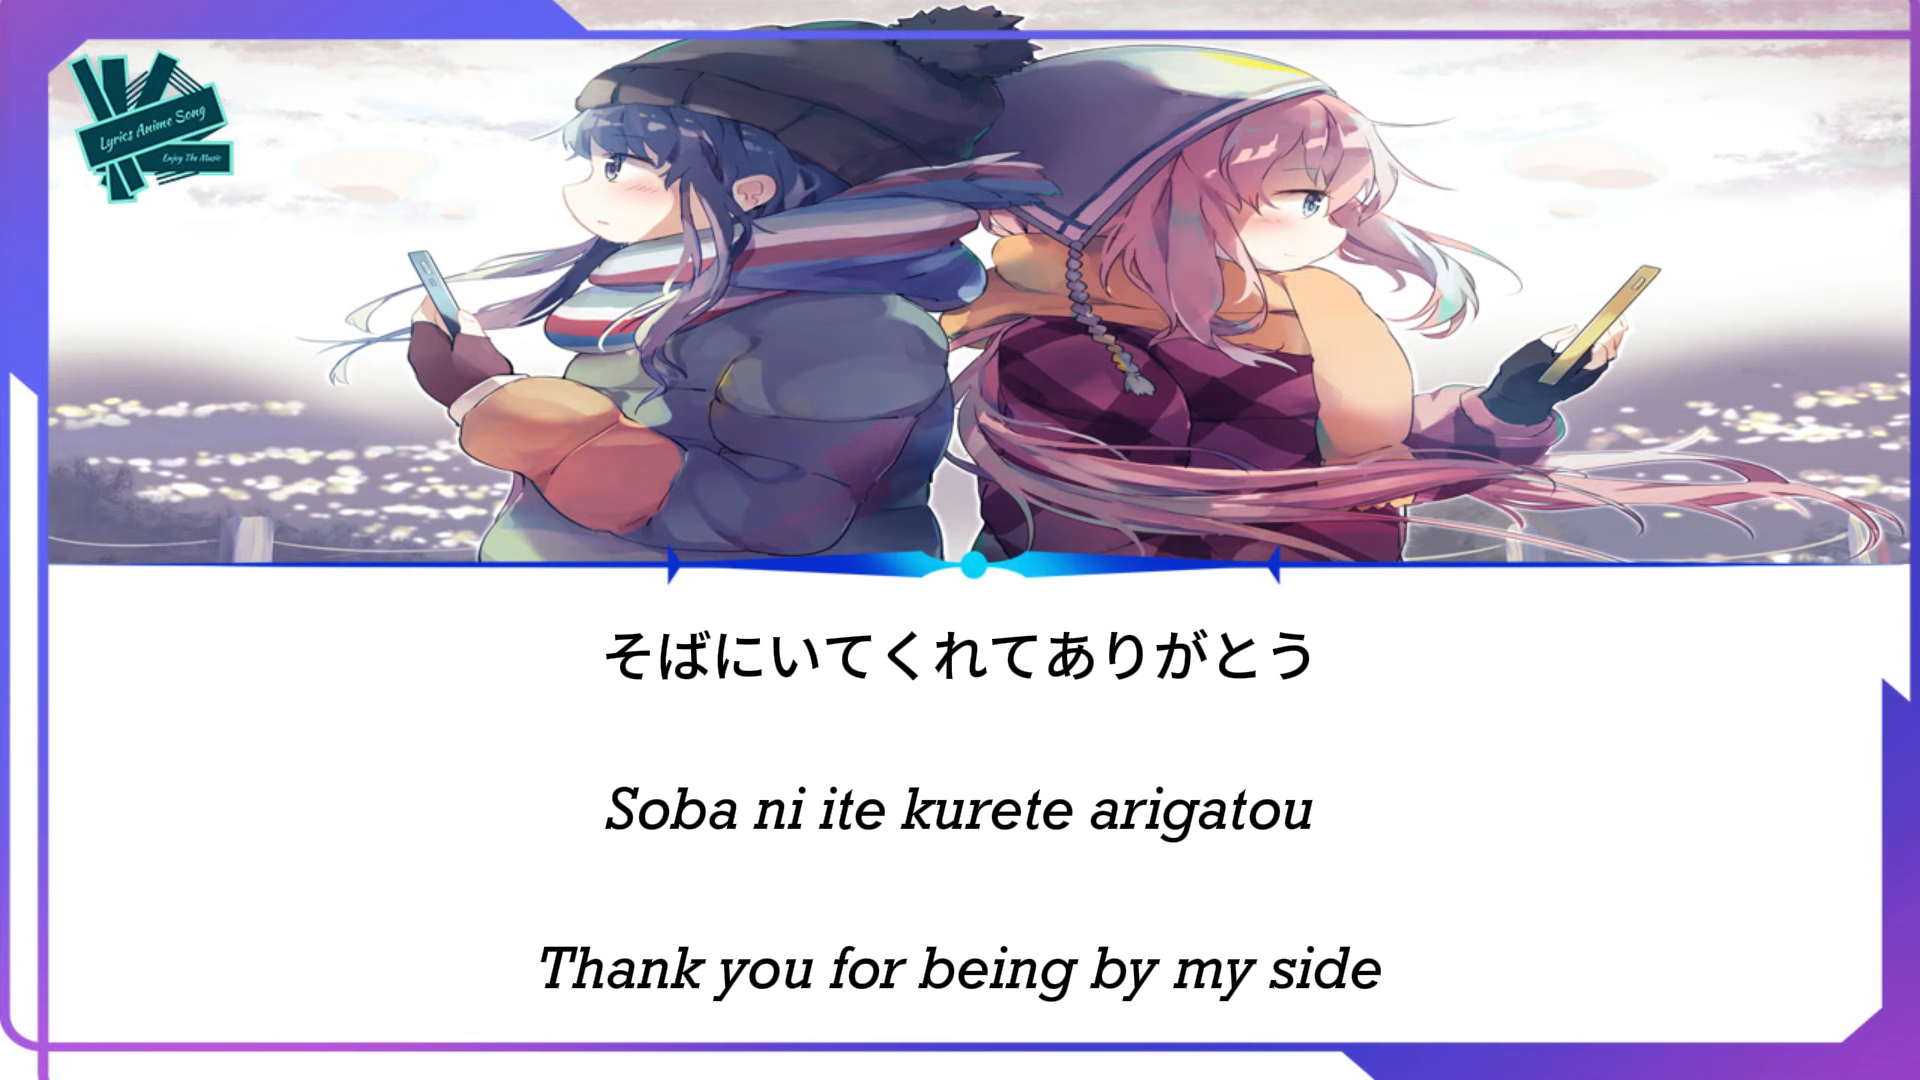 Lyrics Anime Song
Enjoy The Music
そばにいてくれてありがとう
Soba ni ite kurete arigatou
Thank you for being by my side